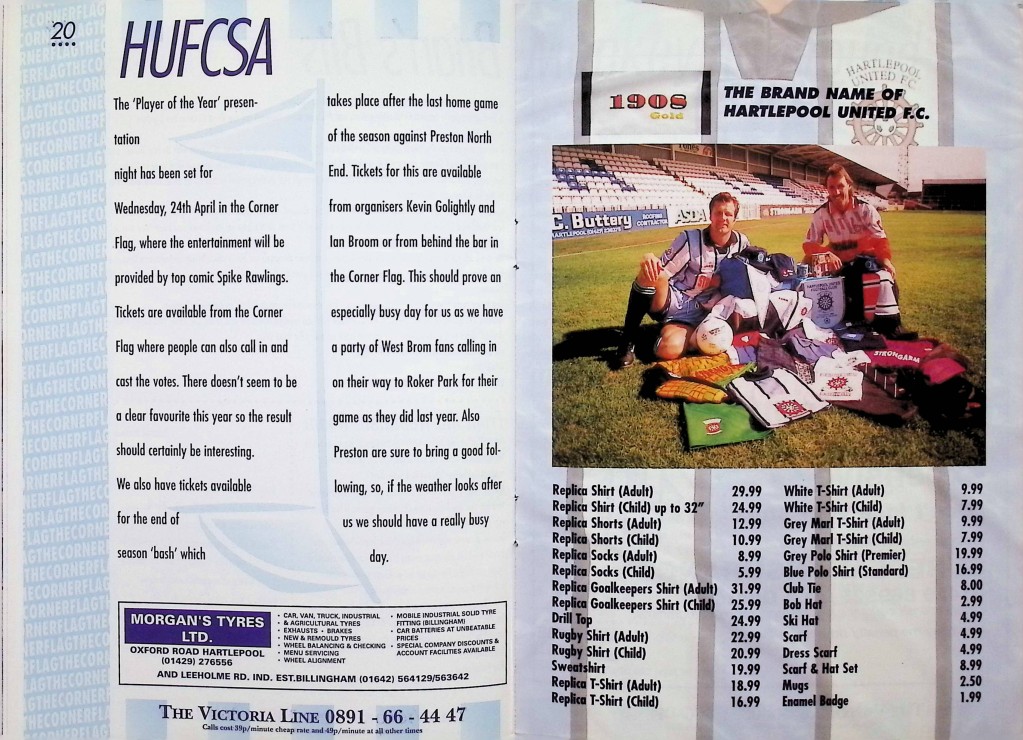 20
HUFCSA
The 'Player of the Year' presen-
tation
night has been set for
Wednesday, 24th April in the Corner
Flag, where the entertainment will be
provided by top comic Spike Rawlings.
Tickets are available from the Corner
Flag where people can also call in and
cast the votes. There doesn't seem to be
a clear favourite this year so the result
should certainly be interesting.
We also have tickets available
for the end of
season 'bash' which
takes place after the last home game
of the season against Preston North
End. Tickets for this are available
from organisers Kevin Golightly and
Ian Broom or from behind the bar in
the Corner Flag. This should prove an
especially busy day for us as we have
a party of West Brom fans calling in
on their way to Roker Park for their
game as they did last year. Also
Preston are sure to bring a good fol-
lowing, so, if the weather looks after
us we should have a really busy
day.
MORGAN'S TYRES
LTD.
OXFORD ROAD HARTLEPOOL
(01429) 276556
• CAR, VAN, TRUCK, INDUSTRIAL
& AGRICULTURAL TYRES
• EXHAUSTS • BRAKES
• NEW & REMOULD TYRES
• WHEEL BALANCING & CHECKING
• MENU SERVICING
• WHEEL ALIGNMENT
• MOBILE INDUSTRIAL SOLID TYRE
FITTING (BILLINGHAM)
• CAR BATTERIES AT UNBEATABLE
PRICES
• SPECIAL COMPANY DISCOUNTS &
ACCOUNT FACILITIES AVAILABLE
AND LEEHOLME RD. IND. EST.BILLINGHAM (01642) 564129/563642
THE VICTORIA LINE 0891 - 66 - 44 47
Calls cost 39p/minute cheap rate and 49p/minute at all other times
HARTLEPOOL
UNITED F.C.
1908
Gold
THE BRAND NAME OF
HARTLEPOOL UNITED F.C.
C. Buttery
ROOFING
CONTRACTOR
ASDA
STRONGARM
Replica Shirt (Adult) 29.99
Replica Shirt (Child) up to 32" 24.99
Replica Shorts (Adult) 12.99
Replica Shorts (Child) 10.99
Replica Socks (Adult) 8.99
Replica Socks (Child) 5.99
Replica Goalkeepers Shirt (Adult) 31.99
Replica Goalkeepers Shirt (Child) 25.99
Drill Top 24.99
Rugby Shirt (Adult) 22.99
Rugby Shirt (Child) 20.99
Sweatshirt 19.99
Replica T-Shirt (Adult) 18.99
Replica T-Shirt (Child) 16.99
White T-Shirt (Adult) 9.99
White T-Shirt (Child) 7.99
Grey Marl T-Shirt (Adult) 9.99
Grey Marl T-Shirt (Child) 7.99
Grey Polo Shirt (Premier) 19.99
Blue Polo Shirt (Standard) 16.99
Club Tie 8.00
Bob Hat 2.99
Ski Hat 4.99
Scarf 4.99
Dress Scarf 4.99
Scarf & Hat Set 8.99
Mugs 2.50
Enamel Badge 1.99